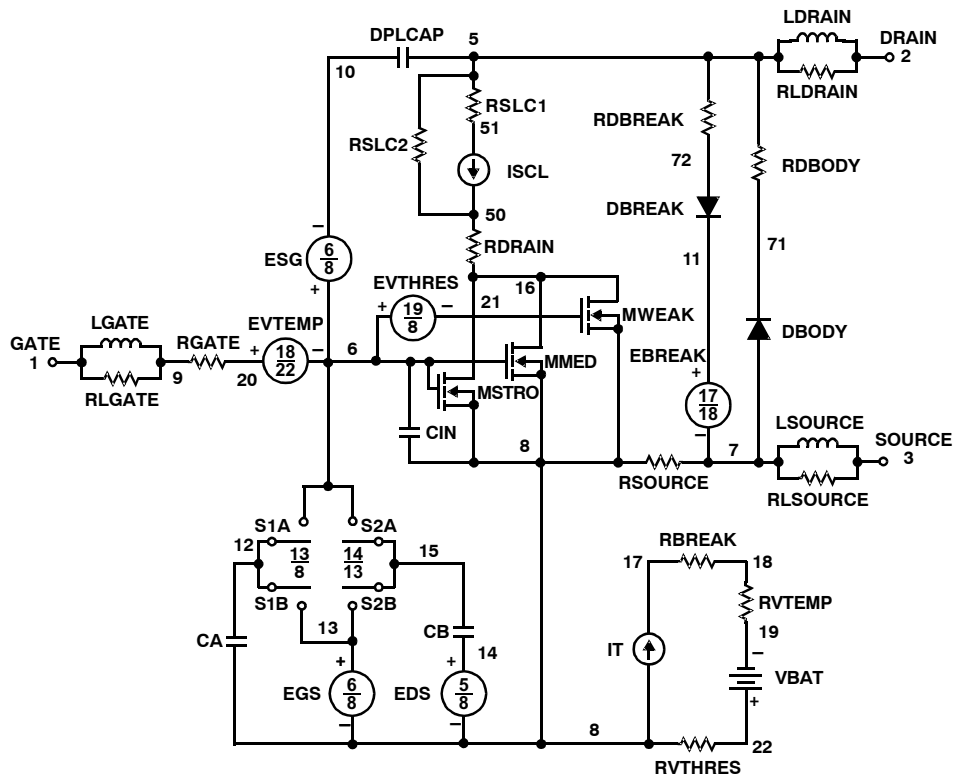 LDRAIN
DPLCAP
5
DRAIN
2
10
RLDRAIN
RSLC1
51
RDBREAK
RSLC2
72
RDBODY
ISCL
DBREAK
50
71
RDRAIN
11
ESG
6
8
–
+
EVTHRES
16
21
+
19
8
–
MWEAK
LGATE
EVTEMP
DBODY
GATE
1
RGATE
+
18
22
–
6
MMED
EBREAK
+
9
20
RLGATE
MSTRO
17
18
–
LSOURCE
CIN
8
7
SOURCE
3
RSOURCE
RLSOURCE
S1A
S2A
12
13
8
14
13
15
RBREAK
17
18
S1B
S2B
RVTEMP
13
CB
19
CA
14
IT
–
VBAT
+
+
+
EGS
6
8
EDS
5
8
–
–
8
22
RVTHRES